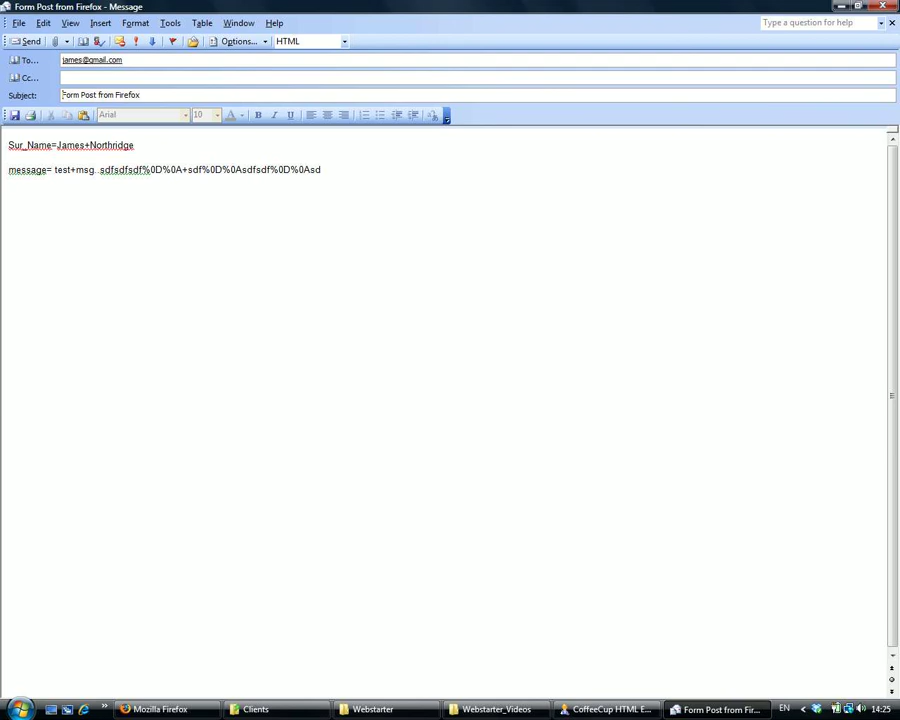 Form Post from Firefox - Message
File Edit View Insert Format Tools Table Window Help
Type a question for help
Send Options... HTML
To... james@gmail.com
Cc...
Subject: Form Post from Firefox
Arial 10 A B I U
Sur_Name=James+Northridge
message= test+msg..sdfsdfsdf%0D%0A+sdf%0D%0Asdfsdf%0D%0Asd
Mozilla Firefox Clients Webstarter Webstarter_Videos CoffeeCup HTML E... Form Post from Fir... EN 14:25